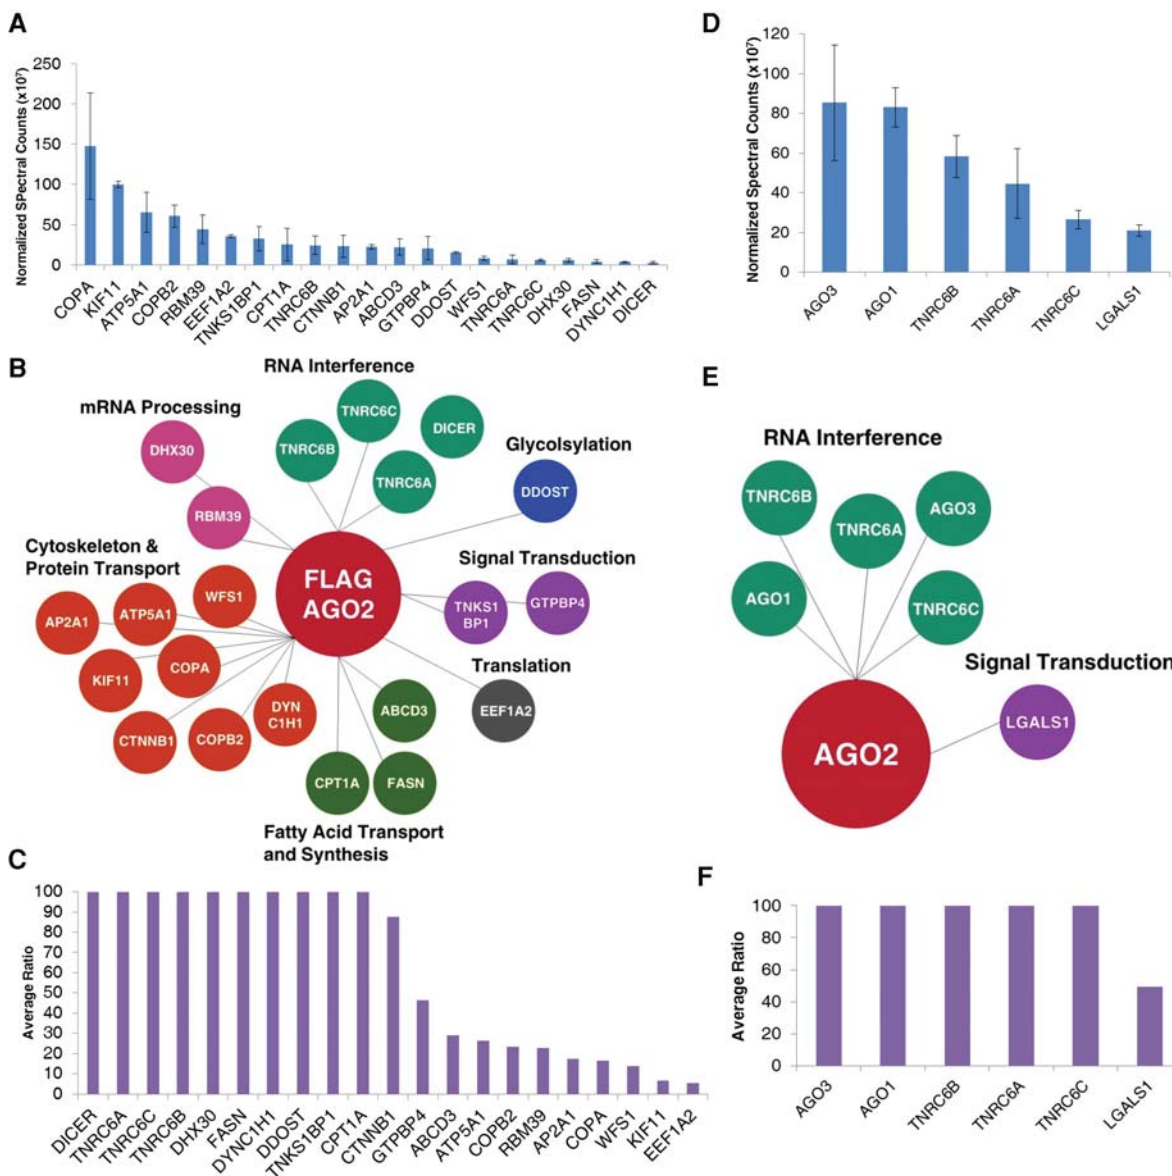 A
Normalized SPectral Counts (x10⁷)
250
200
150
100
50
0
COPA
KIF11
ATP5A1
COPB2
RBM39
EEF1A2
TNKS1BP1
CPT1A
TNRC6B
CTNNB1
AP2A1
ABCD3
GTPBP4
DDOST
WFS1
TNRC6A
TNRC6C
DHX30
FASN
DYNC1H1
DICER
D
Normalized Spectral Counts (x10⁷)
120
100
80
60
40
20
0
AGO3
AGO1
TNRC6B
TNRC6A
TNRC6C
LGALS1
B
RNA Interference
mRNA Processing
TNRC6C
DICER
TNRC6B
DHX30
Glycolsylation
TNRC6A
DDOST
RBM39
Cytoskeleton &
Protein Transport
Signal Transduction
FLAG
AGO2
WFS1
ATP5A1
AP2A1
TNKS1
BP1
GTPBP4
COPA
KIF11
Translation
DYN
C1H1
ABCD3
EEF1A2
CTNNB1
COPB2
CPT1A
FASN
Fatty Acid Transport
and Synthesis
E
RNA Interference
TNRC6B
AGO3
TNRC6A
AGO1
TNRC6C
Signal Transduction
LGALS1
AGO2
C
Average Ratio
100
90
80
70
60
50
40
30
20
10
0
DICER
TNRC6A
TNRC6C
TNRC6B
DHX30
FASN
DYNC1H1
DDOST
TNKS1BP1
CPT1A
CTNNB1
GTPBP4
ABCD3
ATP5A1
COPB2
RBM39
AP2A1
COPA
WFS1
KIF11
EEF1A2
F
Average Ratio
100
80
60
40
20
0
AGO3
AGO1
TNRC6B
TNRC6A
TNRC6C
LGALS1